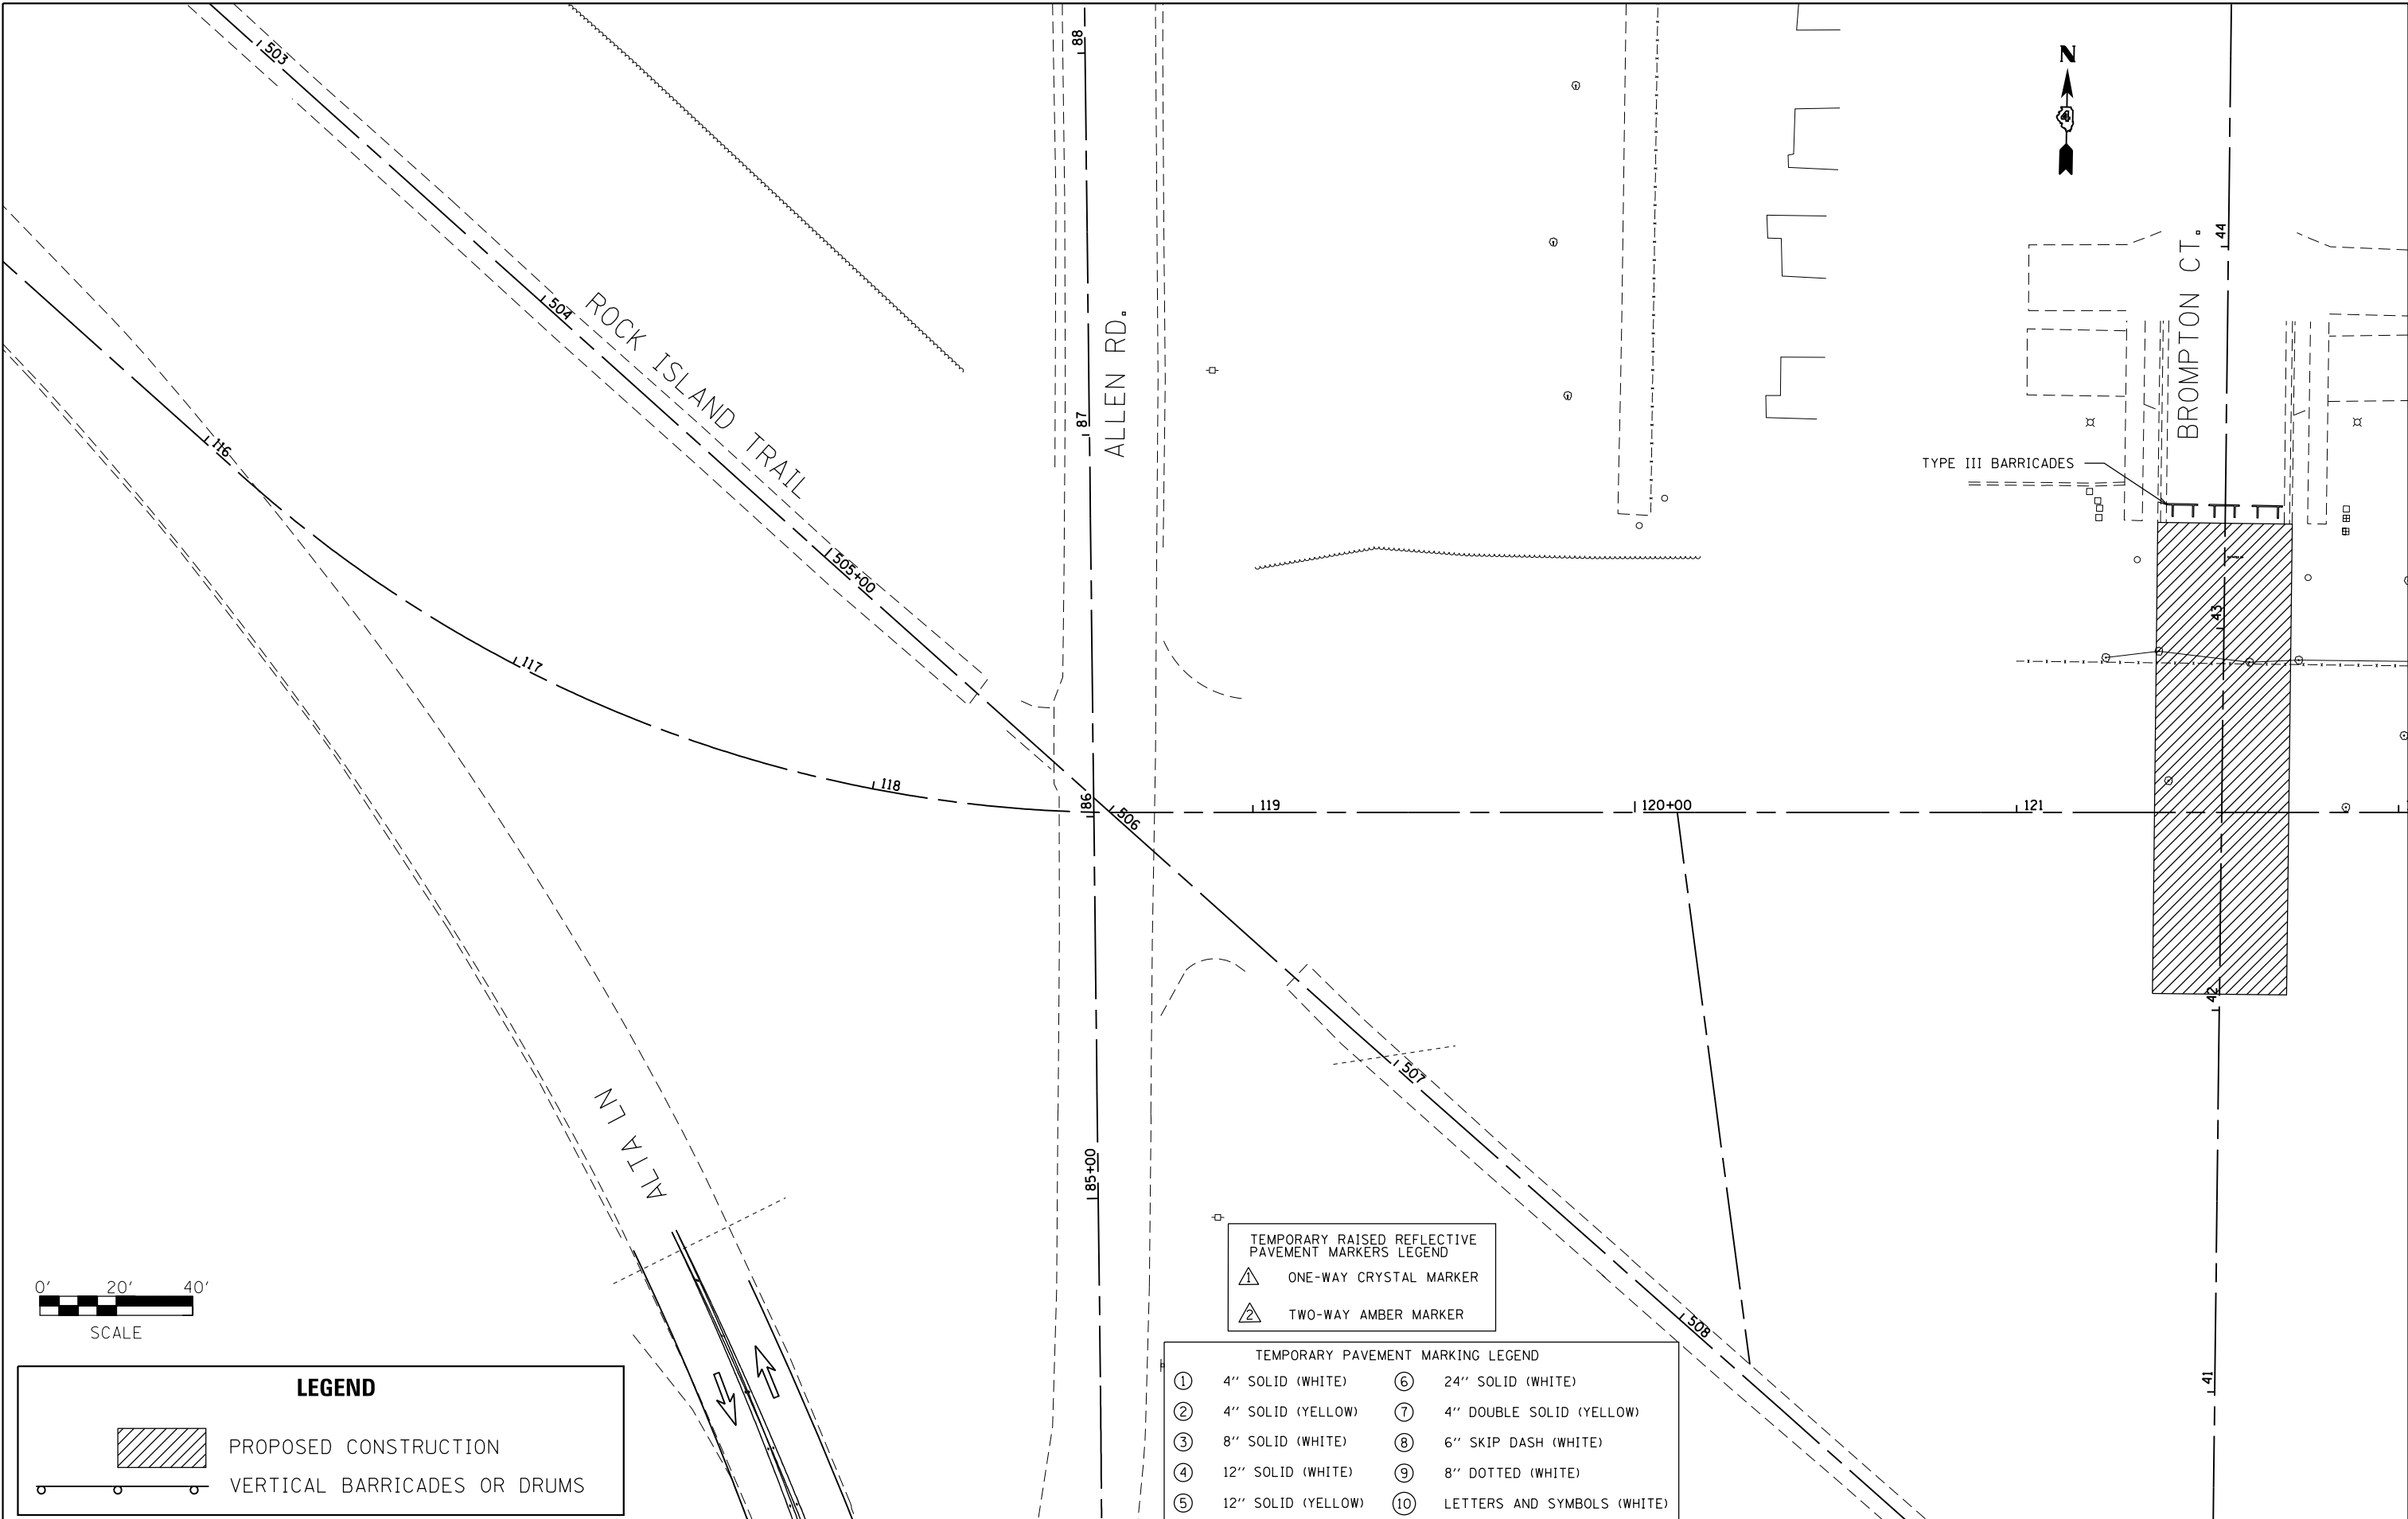 503
88
N
4
44
504
ROCK ISLAND TRAIL
ALLEN RD.
BROMPTON CT.
87
116
TYPE III BARRICADES
505+00
43
117
118
86
506
119
120+00
121
42
507
ALTA LN
85+00
TEMPORARY RAISED REFLECTIVE
PAVEMENT MARKERS LEGEND
1 ONE-WAY CRYSTAL MARKER
2 TWO-WAY AMBER MARKER
508
0' 20' 40'
SCALE
41
TEMPORARY PAVEMENT MARKING LEGEND
1 4'' SOLID (WHITE) 6 24'' SOLID (WHITE)
2 4'' SOLID (YELLOW) 7 4'' DOUBLE SOLID (YELLOW)
3 8'' SOLID (WHITE) 8 6'' SKIP DASH (WHITE)
4 12'' SOLID (WHITE) 9 8'' DOTTED (WHITE)
5 12'' SOLID (YELLOW) 10 LETTERS AND SYMBOLS (WHITE)
LEGEND
PROPOSED CONSTRUCTION
VERTICAL BARRICADES OR DRUMS